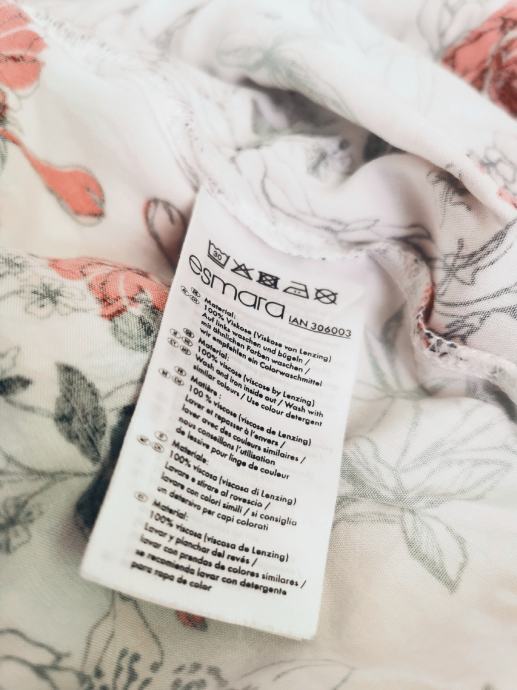 30
esmara IAN 306003
Material:
100% Viskose (Viskose von Lenzing)
Auf links waschen und bügeln /
mit ähnlichen Farben waschen /
wir empfehlen ein Colorwaschmittel
Material:
100% viscose (viscose by Lenzing)
Wash and iron inside out / Wash with
similar colours / Use colour detergent
Matière :
100 % viscose (viscose de Lenzing)
Laver et repasser à l'envers /
laver avec des couleurs similaires /
nous conseillons l'utilisation
de lessive pour linge de couleur
Materiale:
100% viscosa (viscosa di Lenzing)
Lavare e stirare al rovescio /
lavare con colori simili / si consiglia
un detersivo per capi colorati
Material:
100% viscosa (viscosa de Lenzing)
Lavar y planchar del revés /
lavar con prendas de colores similares /
se recomienda lavar con detergente
para ropa de color